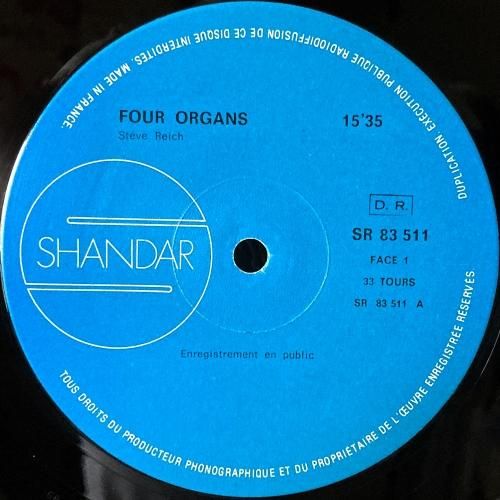 DUPLICATION, EXÉCUTION PUBLIQUE RADIODIFFUSION DE CE DISQUE INTERDITES. MADE IN FRANCE.
FOUR ORGANS 15'35
Steve Reich
D. R.
SR 83 511
SHANDAR
FACE 1
33 TOURS
SR 83 511 A
Enregistrement en public
TOUS DROITS DU PRODUCTEUR PHONOGRAPHIQUE ET DU PROPRIÉTAIRE DE L'ŒUVRE ENREGISTRÉE RÉSERVÉS